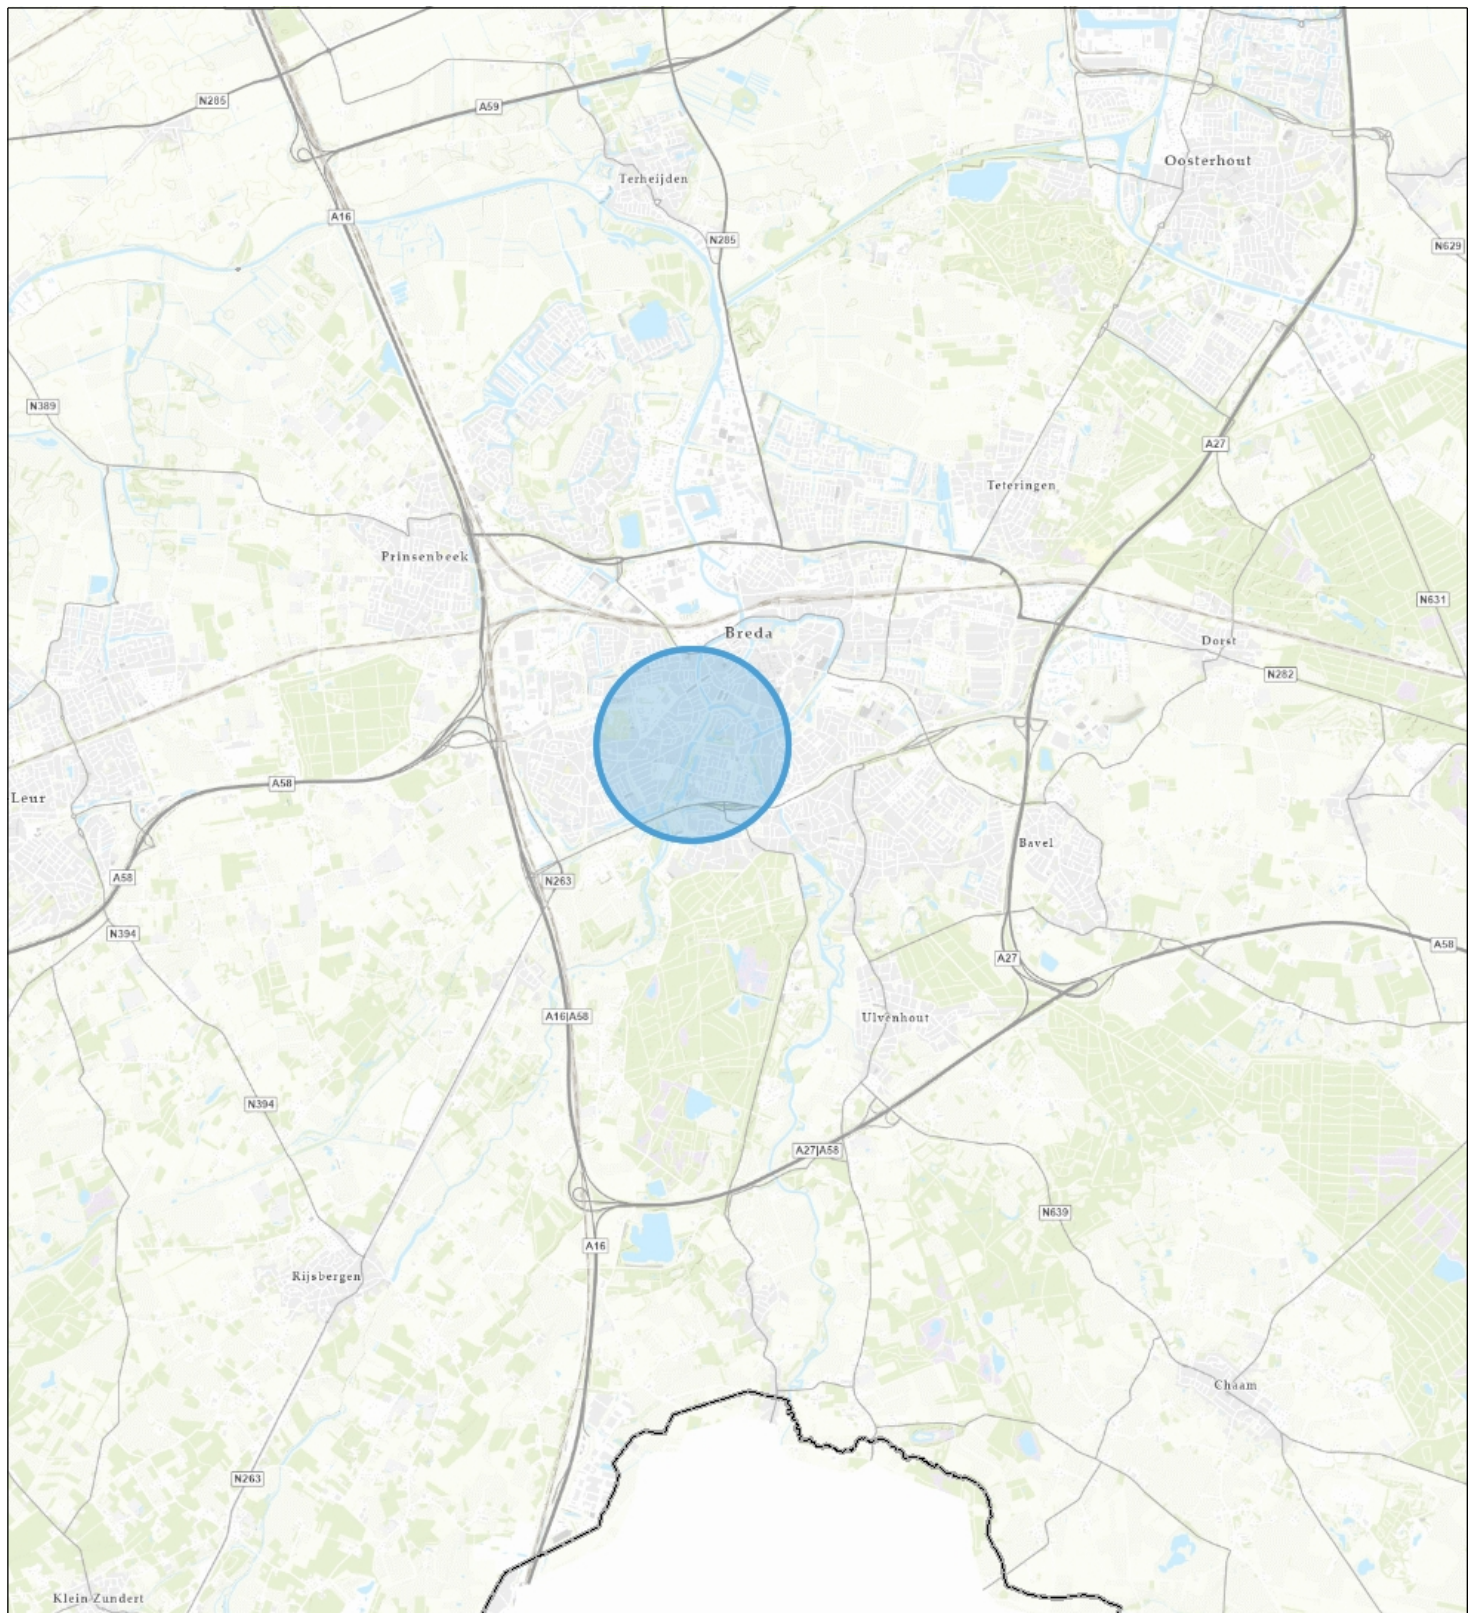 N285
A59
Oosterhout
Terheijden
A16
N285
N629
N389
A27
Teteringen
Prinsenbeek
N631
Breda
Dorst
N282
A58
Leur
Bavel
A58
N263
N394
A58
A27
A16|A58
Ulvenhout
N394
A27|A58
N639
A16
Rijsbergen
Chaam
N263
Klein Zundert